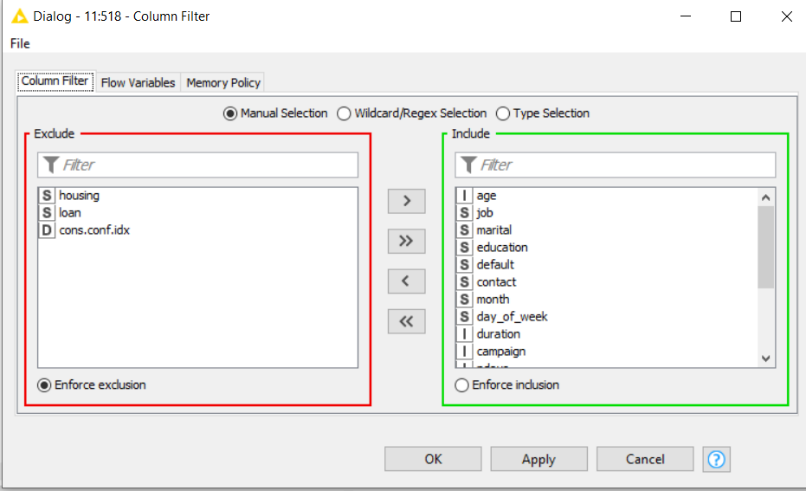 Dialog - 11:518 - Column Filter
File
Column Filter Flow Variables Memory Policy
Manual Selection Wildcard/Regex Selection Type Selection
Exclude
Filter
S housing
S loan
D cons.conf.idx
Enforce exclusion
>
>>
<
<<
Include
Filter
I age
S job
S marital
S education
S default
S contact
S month
S day_of_week
I duration
I campaign
Enforce inclusion
OK Apply Cancel ?